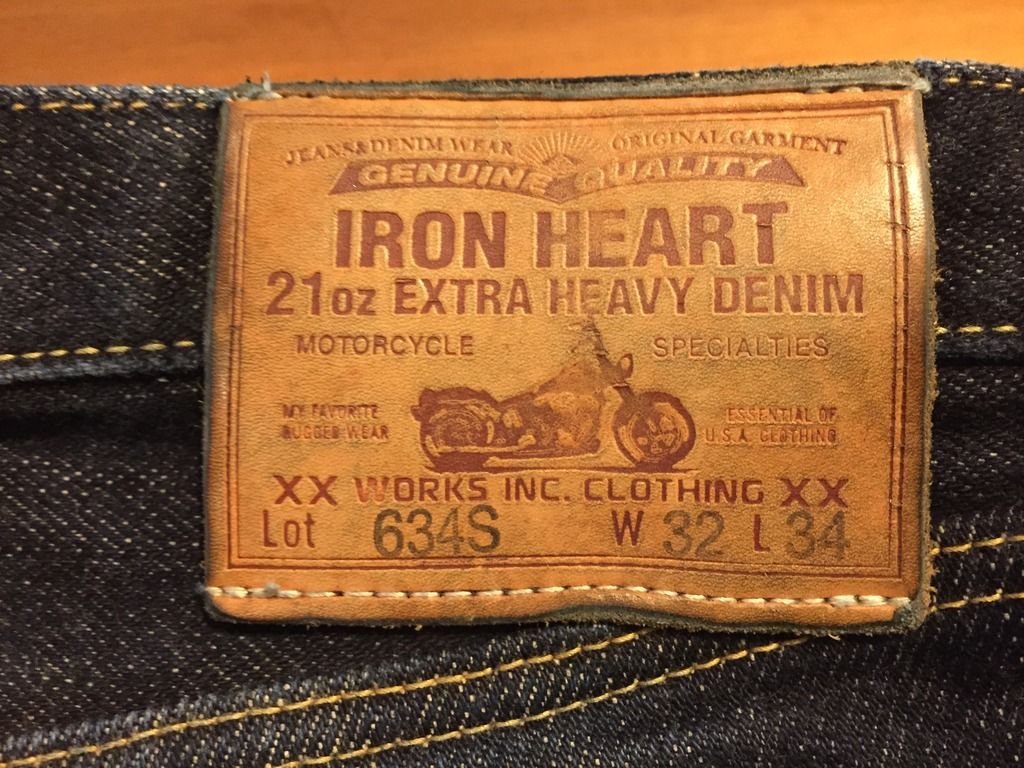 JEANS&DENIM WEAR ORIGINAL GARMENT
GENUINE QUALITY
IRON HEART
21oz EXTRA HEAVY DENIM
MOTORCYCLE SPECIALTIES
MY FAVORITE
RUGGED WEAR
ESSENTIAL OF
U.S.A. CLOTHING
XX WORKS INC. CLOTHING XX
Lot 634S W 32 L 34